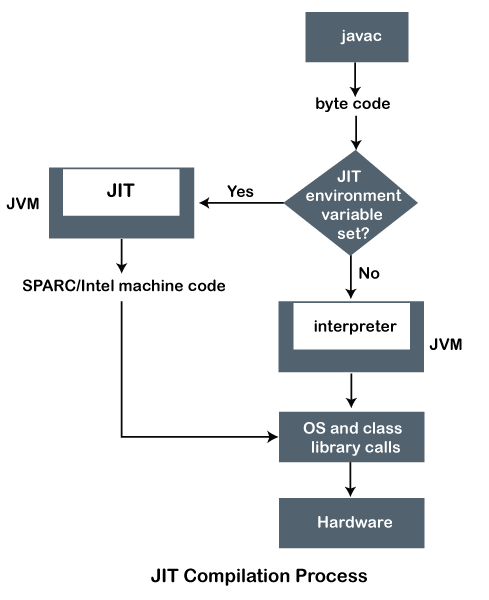 javac
byte code
JIT
environment
variable
set?
Yes
JIT
JVM
No
SPARC/Intel machine code
interpreter
JVM
OS and class
library calls
Hardware
JIT Compilation Process